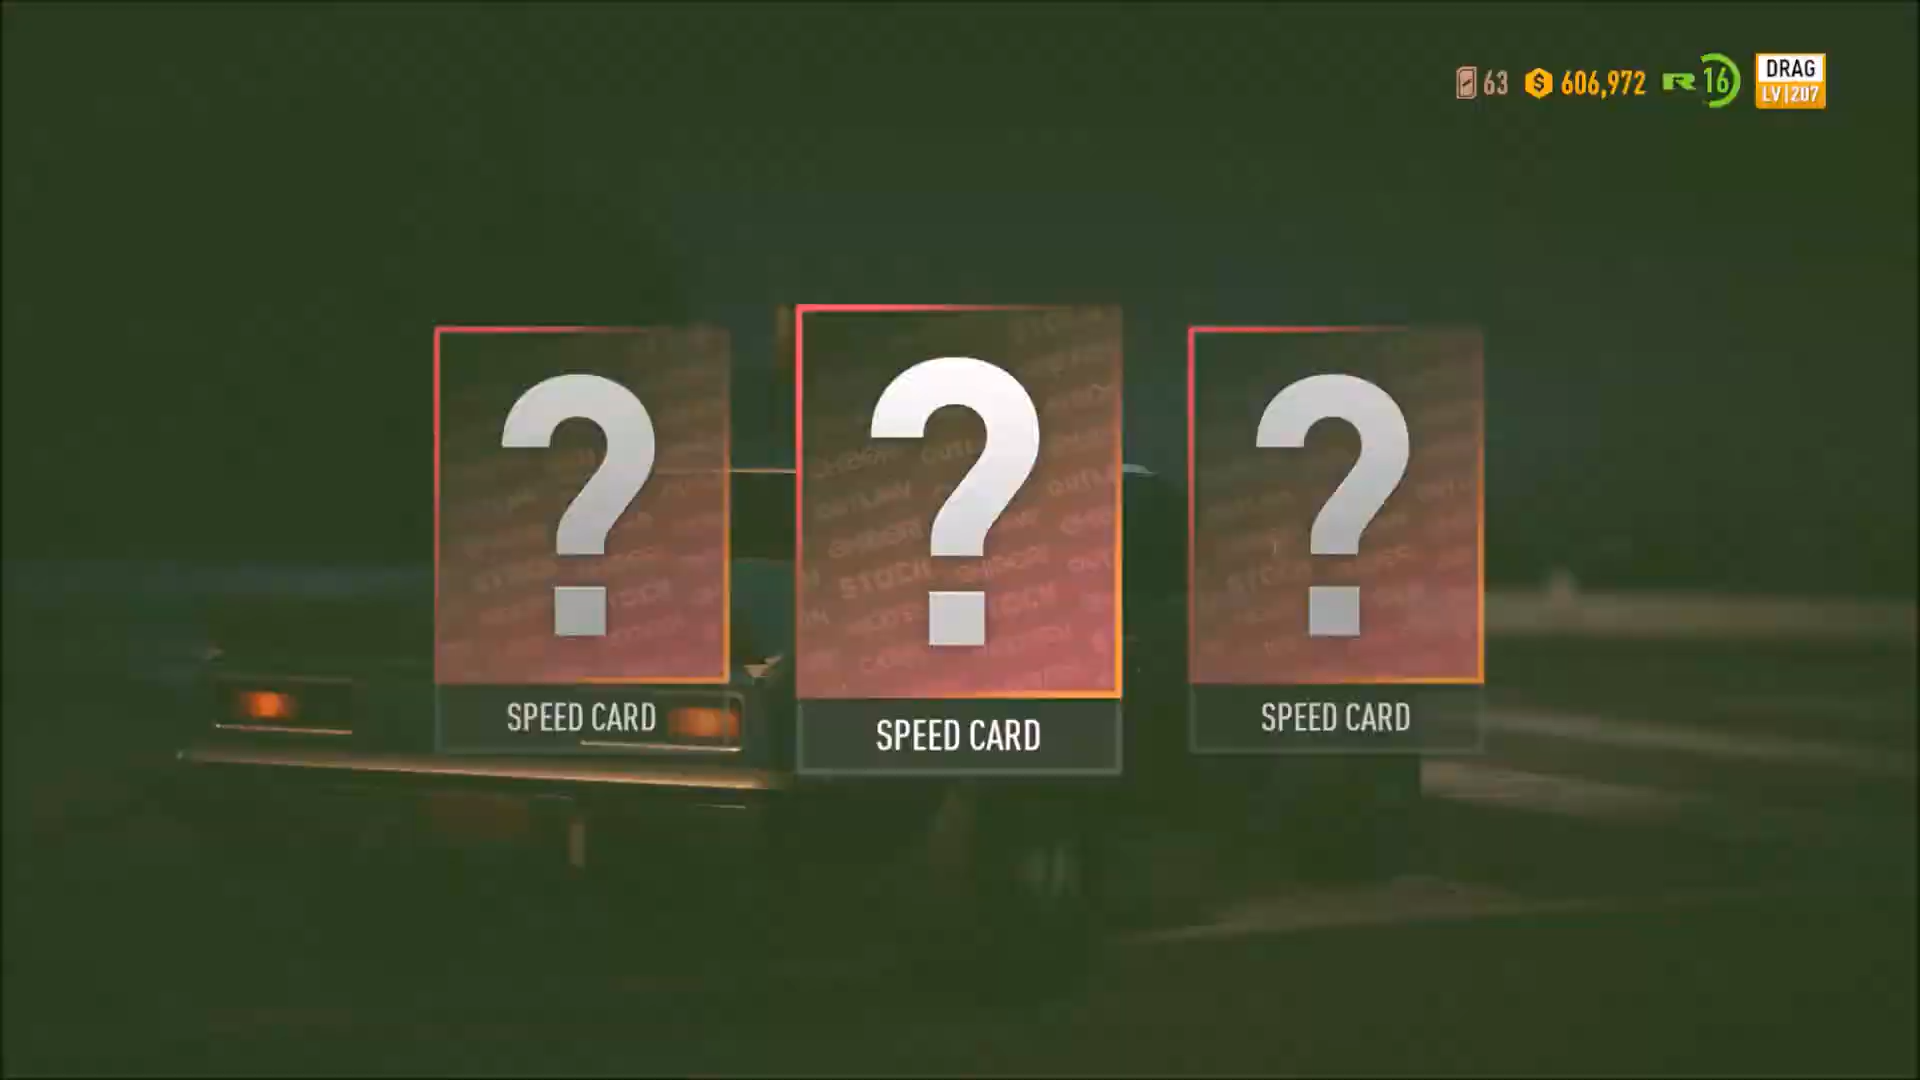 63 606,972 R 16 DRAG
LV|207
? ? ?
SPEED CARD SPEED CARD SPEED CARD